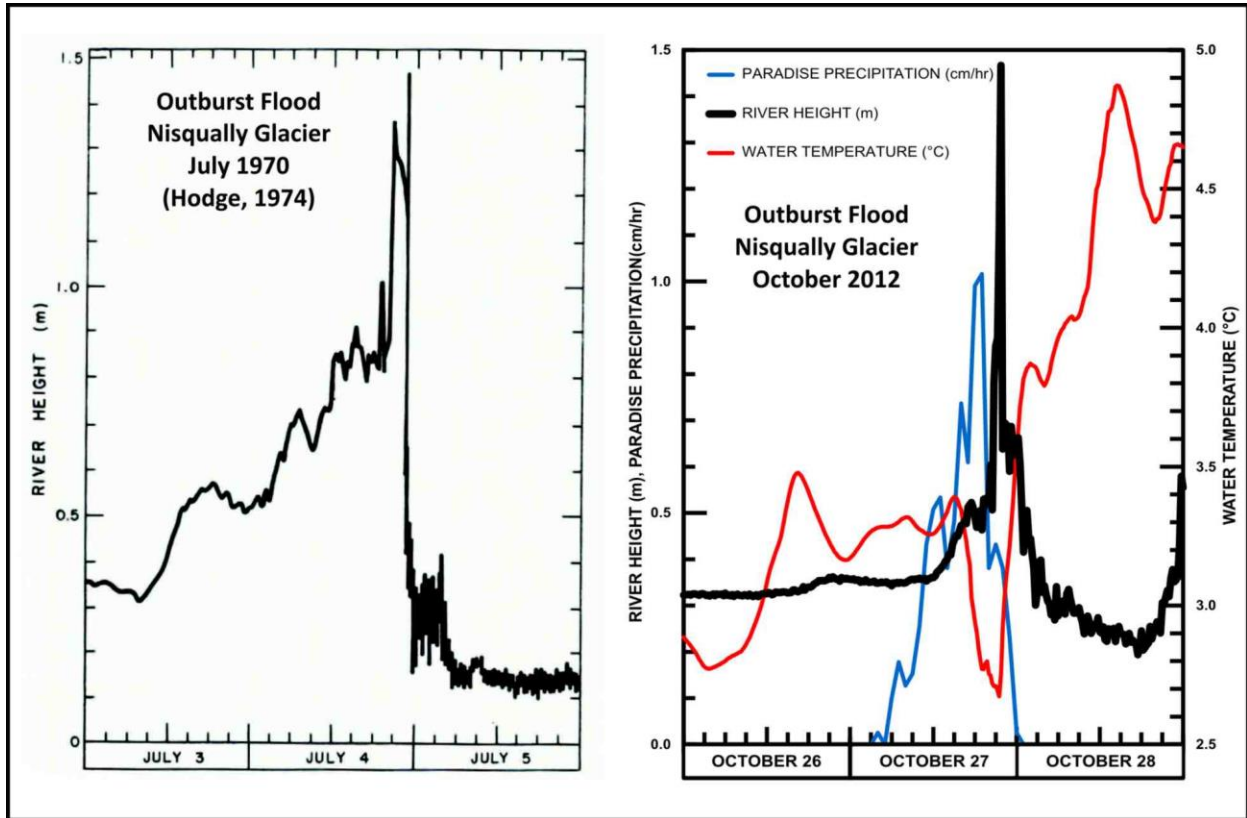 Outburst Flood
Nisqually Glacier
July 1970
(Hodge, 1974)
1.5
1.0
0.5
0
RIVER HEIGHT (m)
JULY 3
JULY 4
JULY 5
1.5
1.0
0.5
0.0
RIVER HEIGHT (m), PARADISE PRECIPITATION(cm/hr)
PARADISE PRECIPITATION (cm/hr)
RIVER HEIGHT (m)
WATER TEMPERATURE (°C)
Outburst Flood
Nisqually Glacier
October 2012
5.0
4.5
4.0
3.5
3.0
2.5
WATER TEMPERATURE (°C)
OCTOBER 26
OCTOBER 27
OCTOBER 28